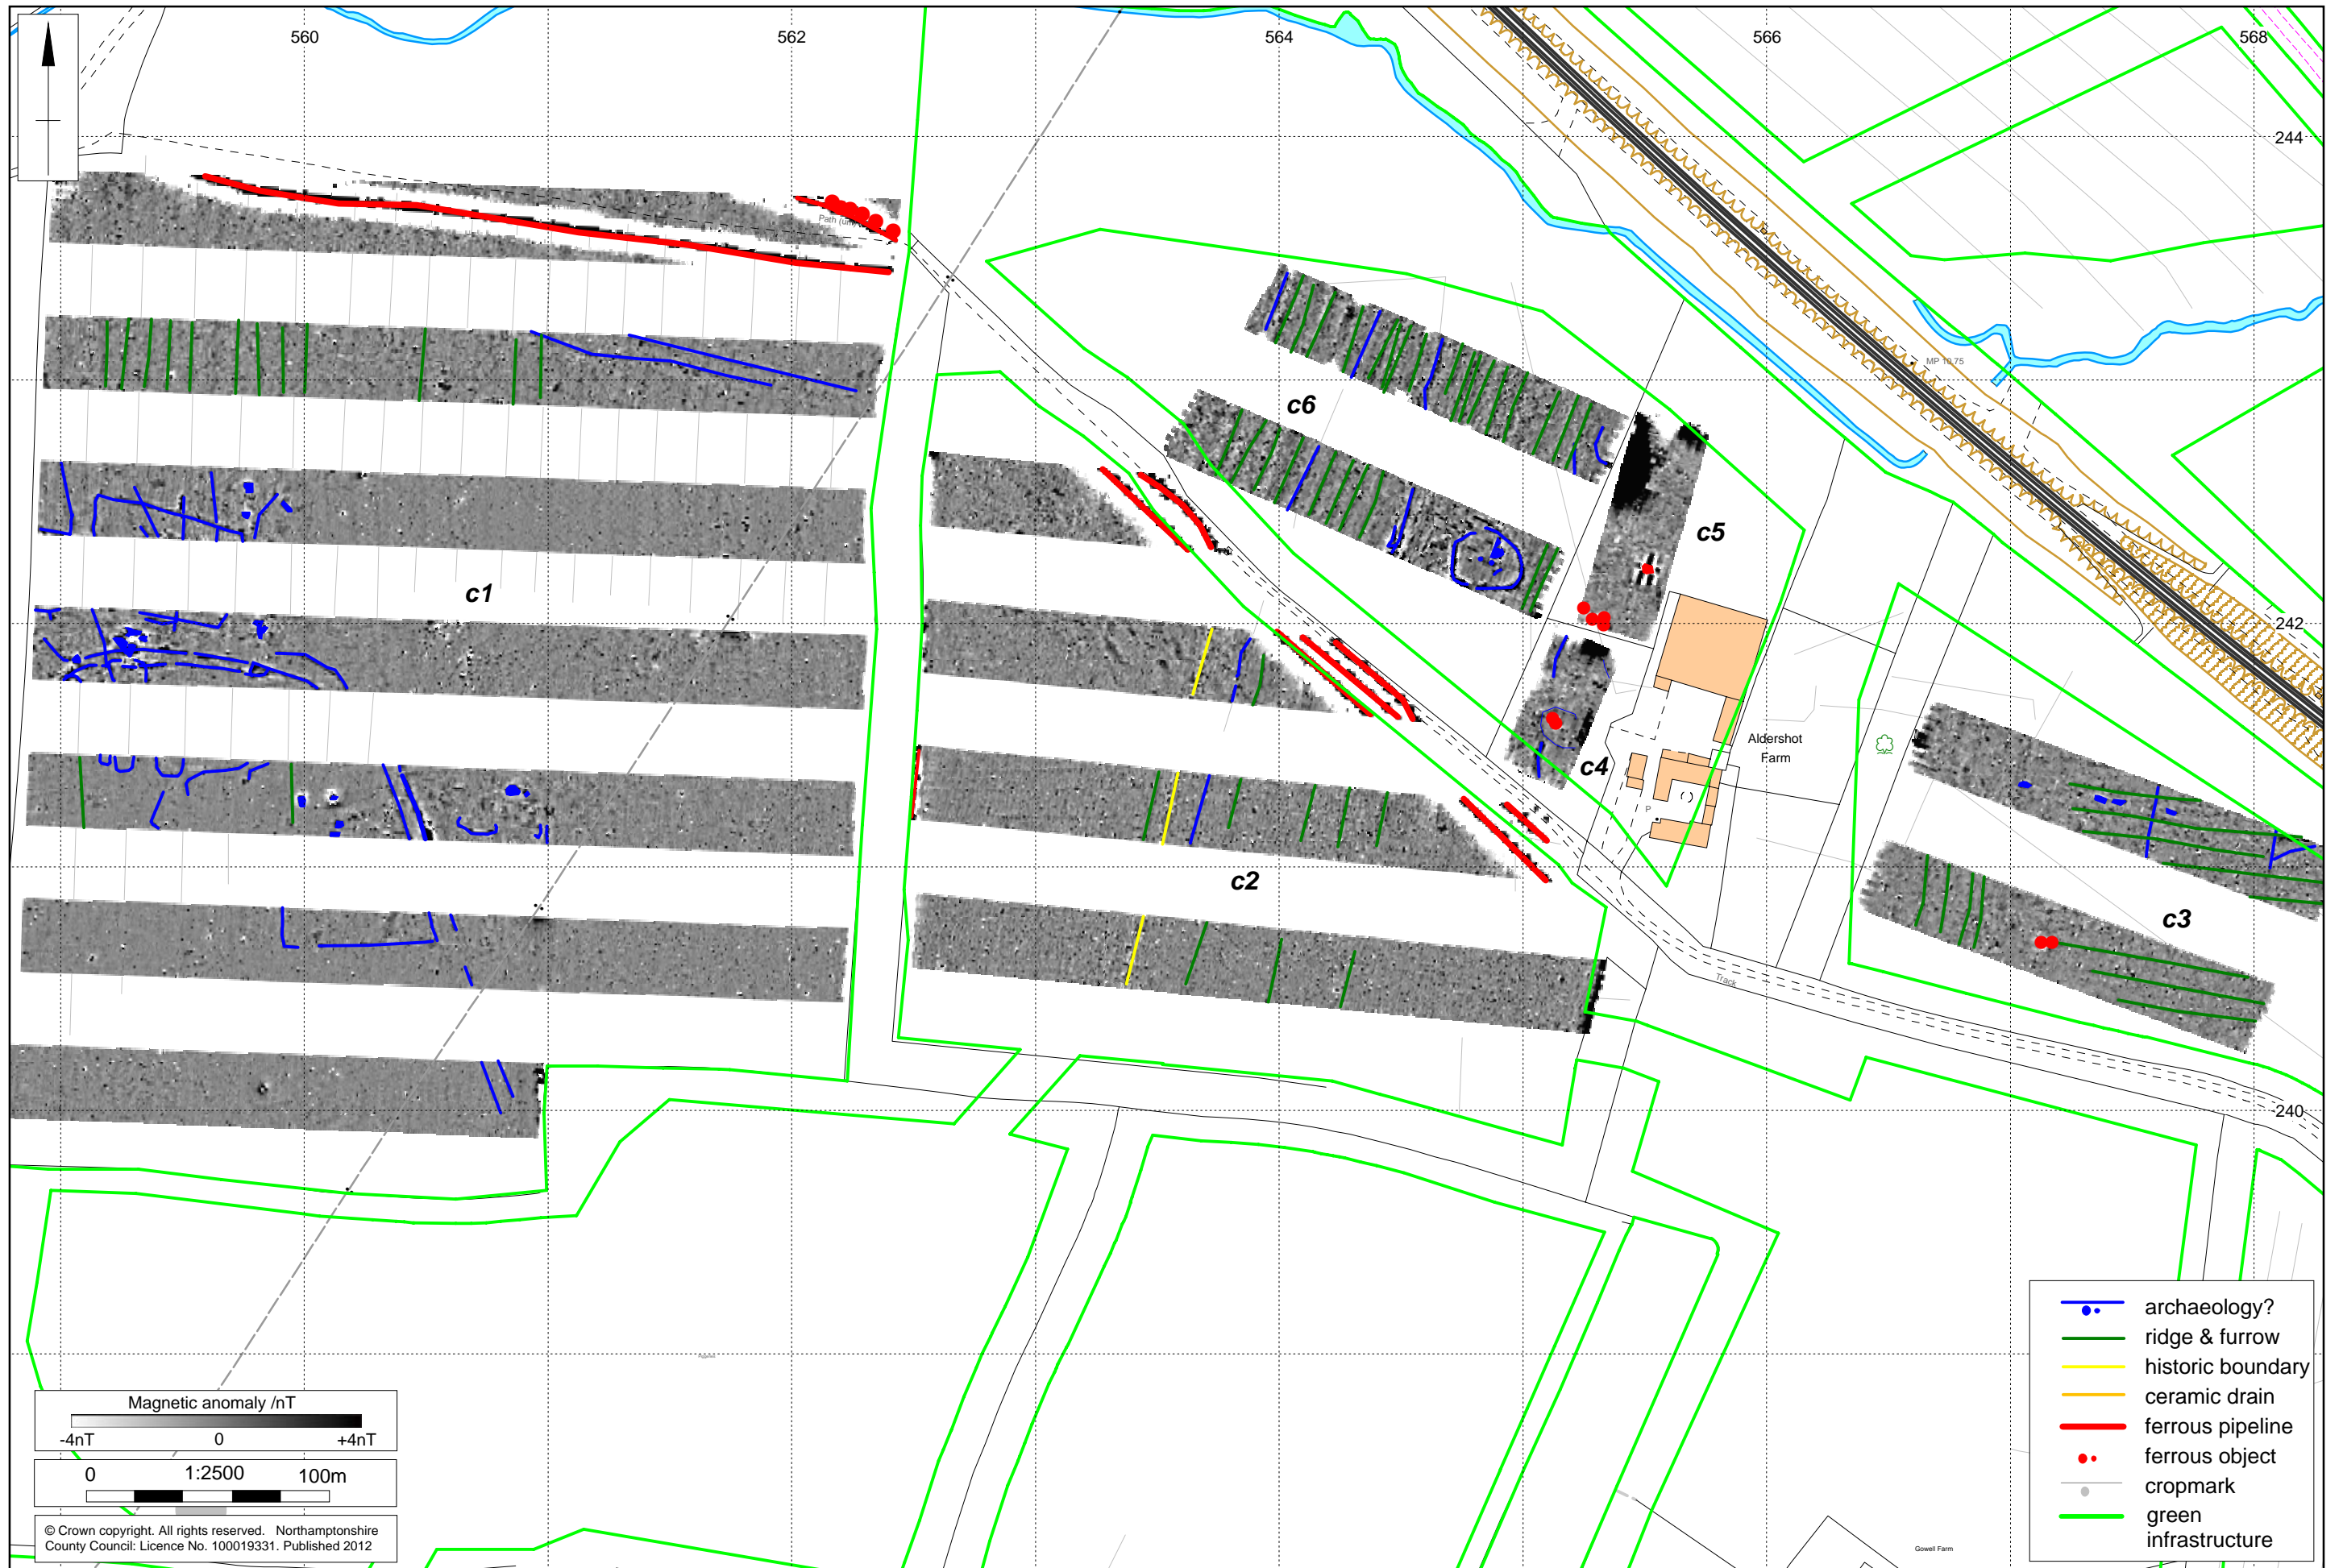 560
562
564
566
568
244
Path (um)
MP 10.75
c6
c5
c1
242
Aldershot
Farm
c4
P
c2
c3
Track
240
archaeology?
ridge & furrow
historic boundary
ceramic drain
ferrous pipeline
ferrous object
cropmark
green
infrastructure
Magnetic anomaly /nT
-4nT 0 +4nT
0 1:2500 100m
© Crown copyright. All rights reserved. Northamptonshire
County Council: Licence No. 100019331. Published 2012
Gowell Farm